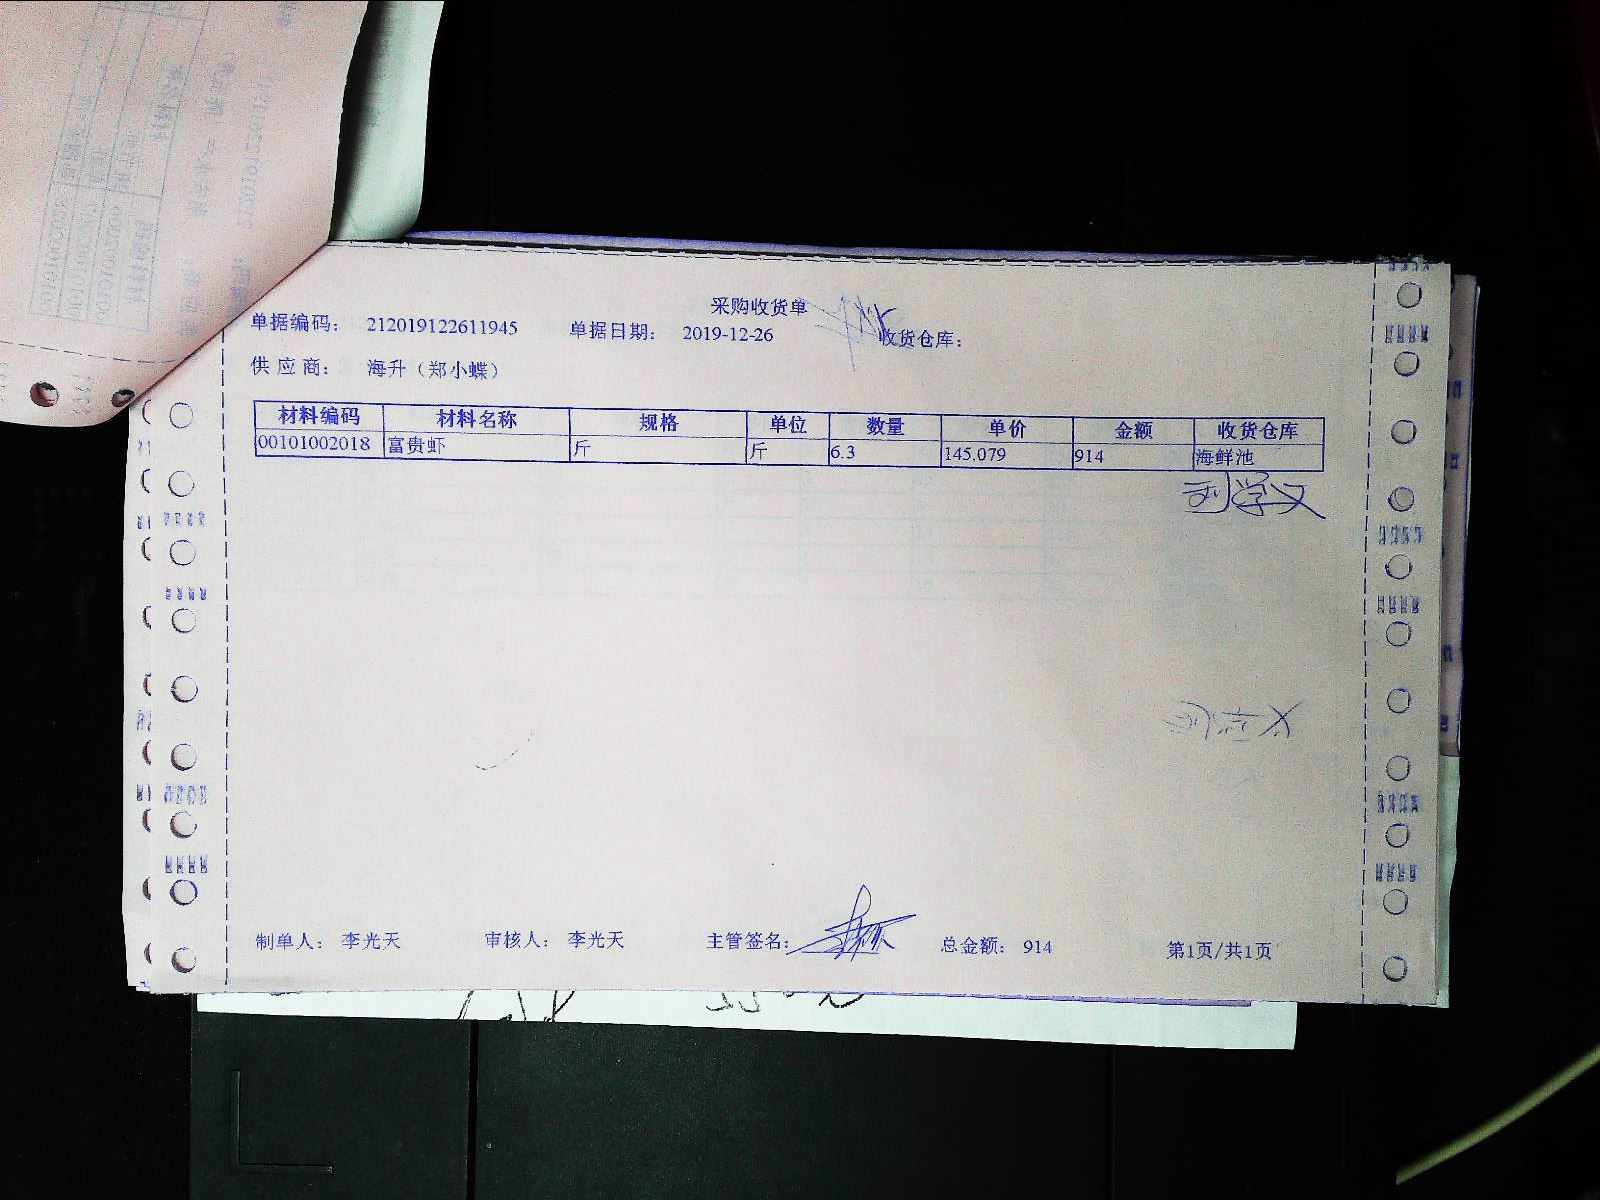 采购收货单
单据编码： 212019122611945 单据日期： 2019-12-26 收货仓库：
供 应 商： 海升（郑小蝶）
材料编码 材料名称 规格 单位 数量 单价 金额 收货仓库
00101002018 富贵虾 斤 斤 6.3 145.079 914 海鲜池
刘学义
制单人： 李光天 审核人： 李光天 主管签名： 总金额： 914 第1页/共1页